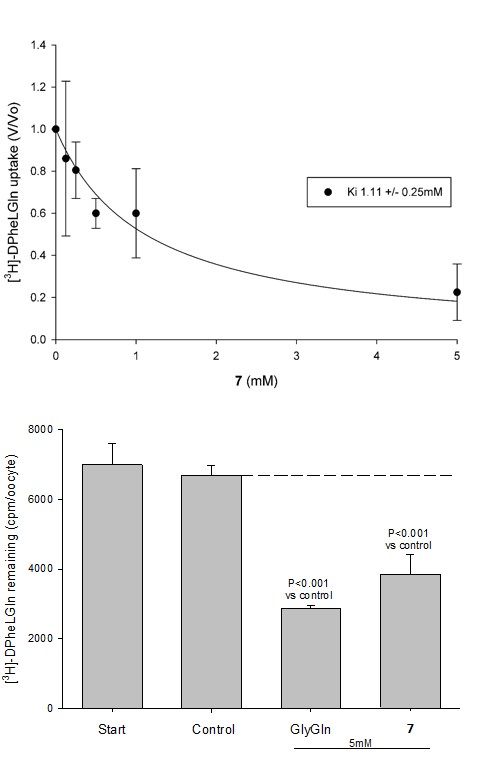 1.4
1.2
1.0
0.8
0.6
0.4
0.2
0.0
[³H]-DPheLGln uptake (V/Vo)
Ki 1.11 +/- 0.25mM
0 1 2 3 4 5
7 (mM)
8000
6000
4000
2000
0
[³H]-DPheLGln remaining (cpm/oocyte)
P<0.001
vs control
P<0.001
vs control
Start Control GlyGln 7
5mM